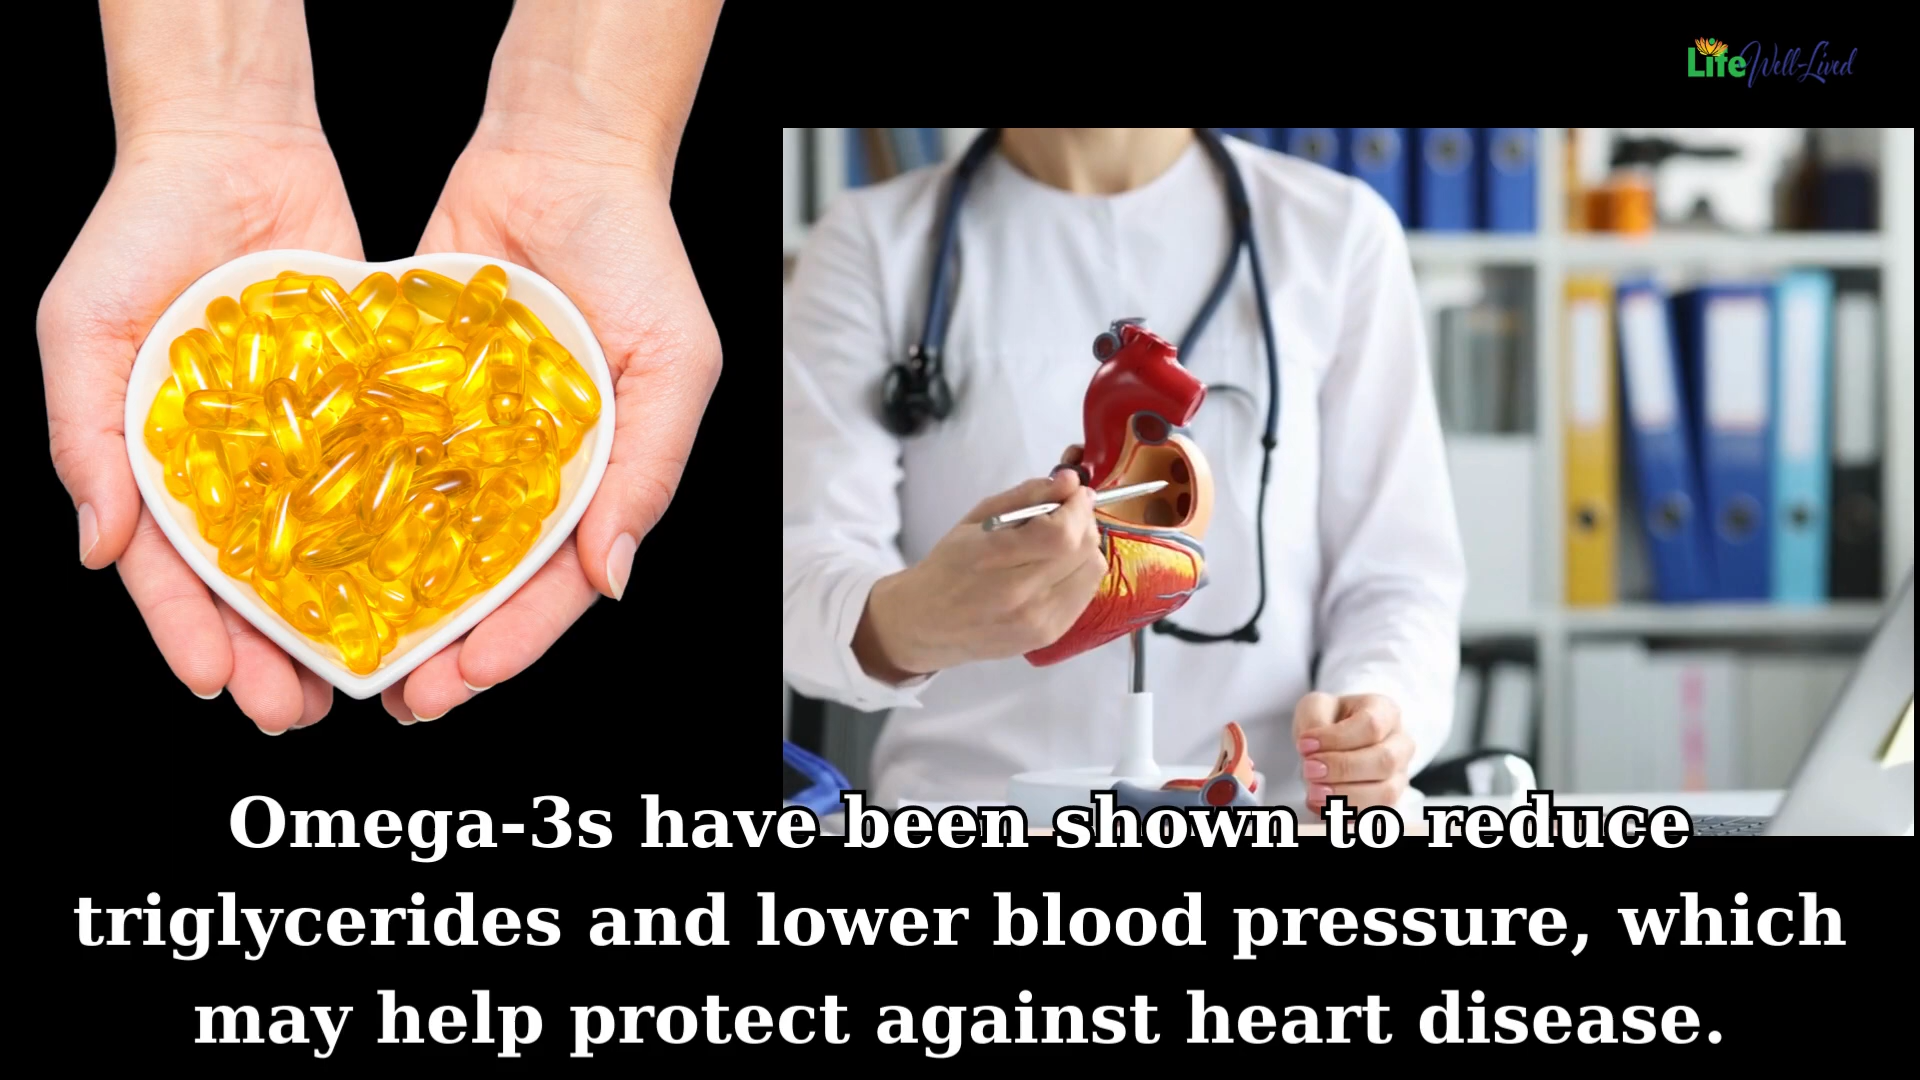 Life Well-Lived
Omega-3s have been shown to reduce
triglycerides and lower blood pressure, which
may help protect against heart disease.